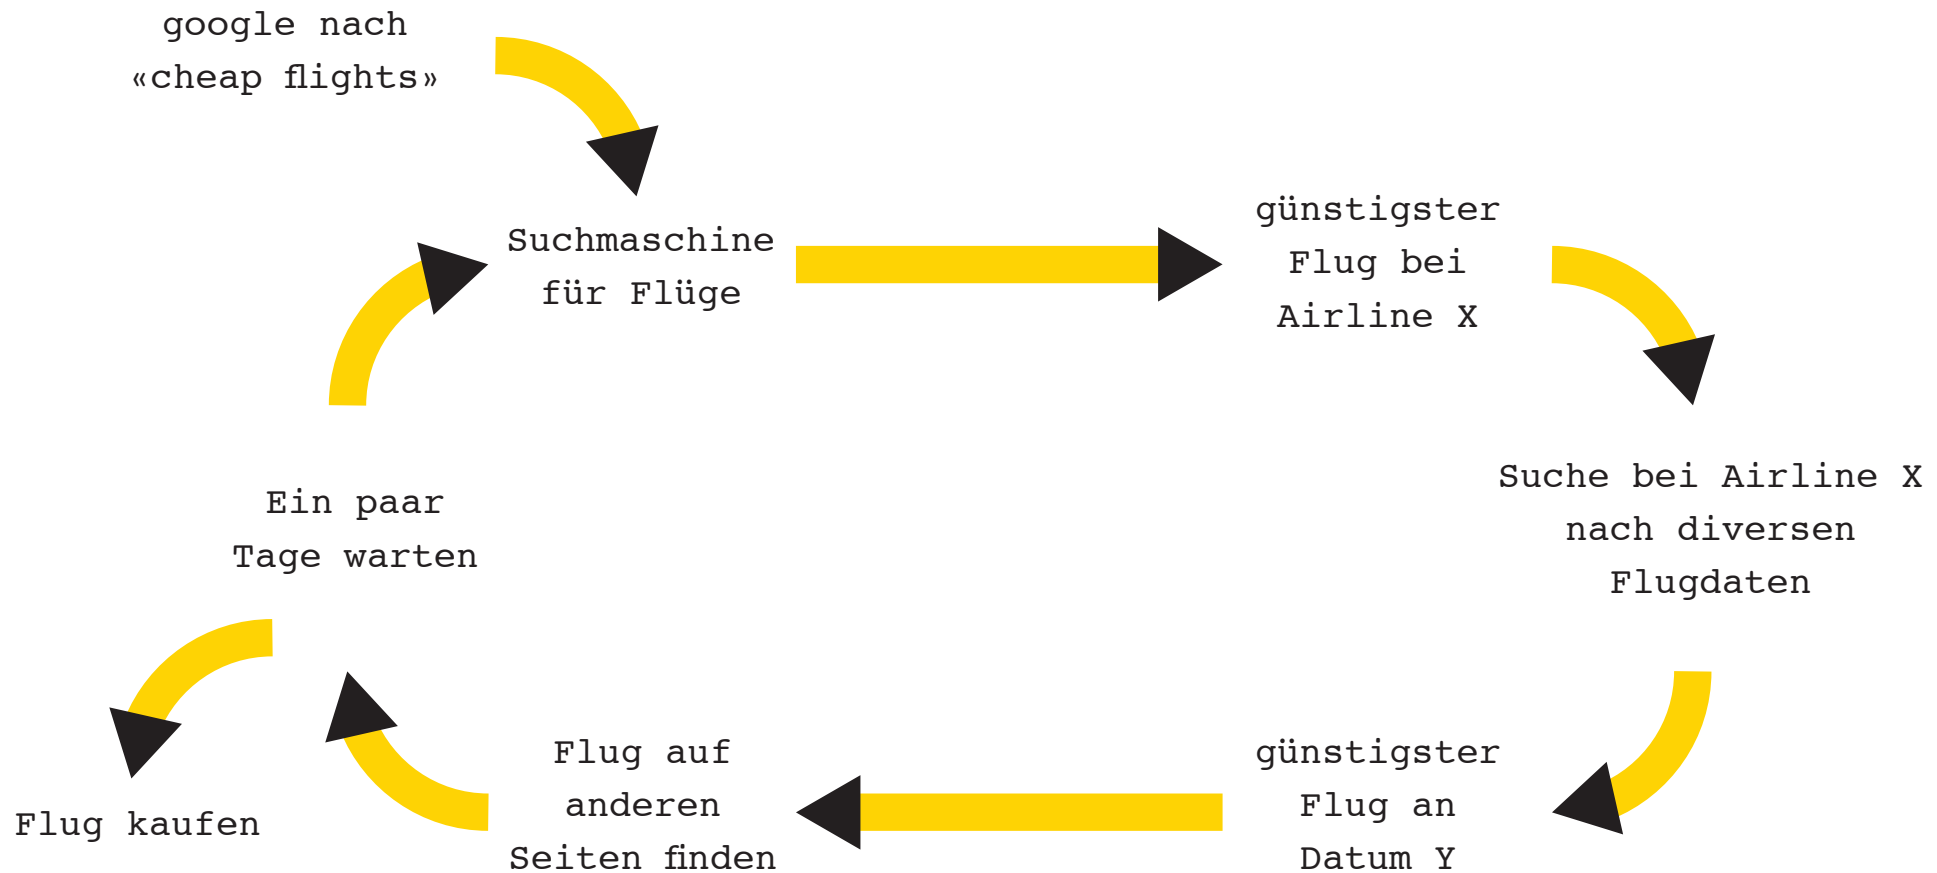 google nach
«cheap flights»
Suchmaschine
für Flüge
günstigster
Flug bei
Airline X
Suche bei Airline X
nach diversen
Flugdaten
günstigster
Flug an
Datum Y
Flug auf
anderen
Seiten finden
Ein paar
Tage warten
Flug kaufen